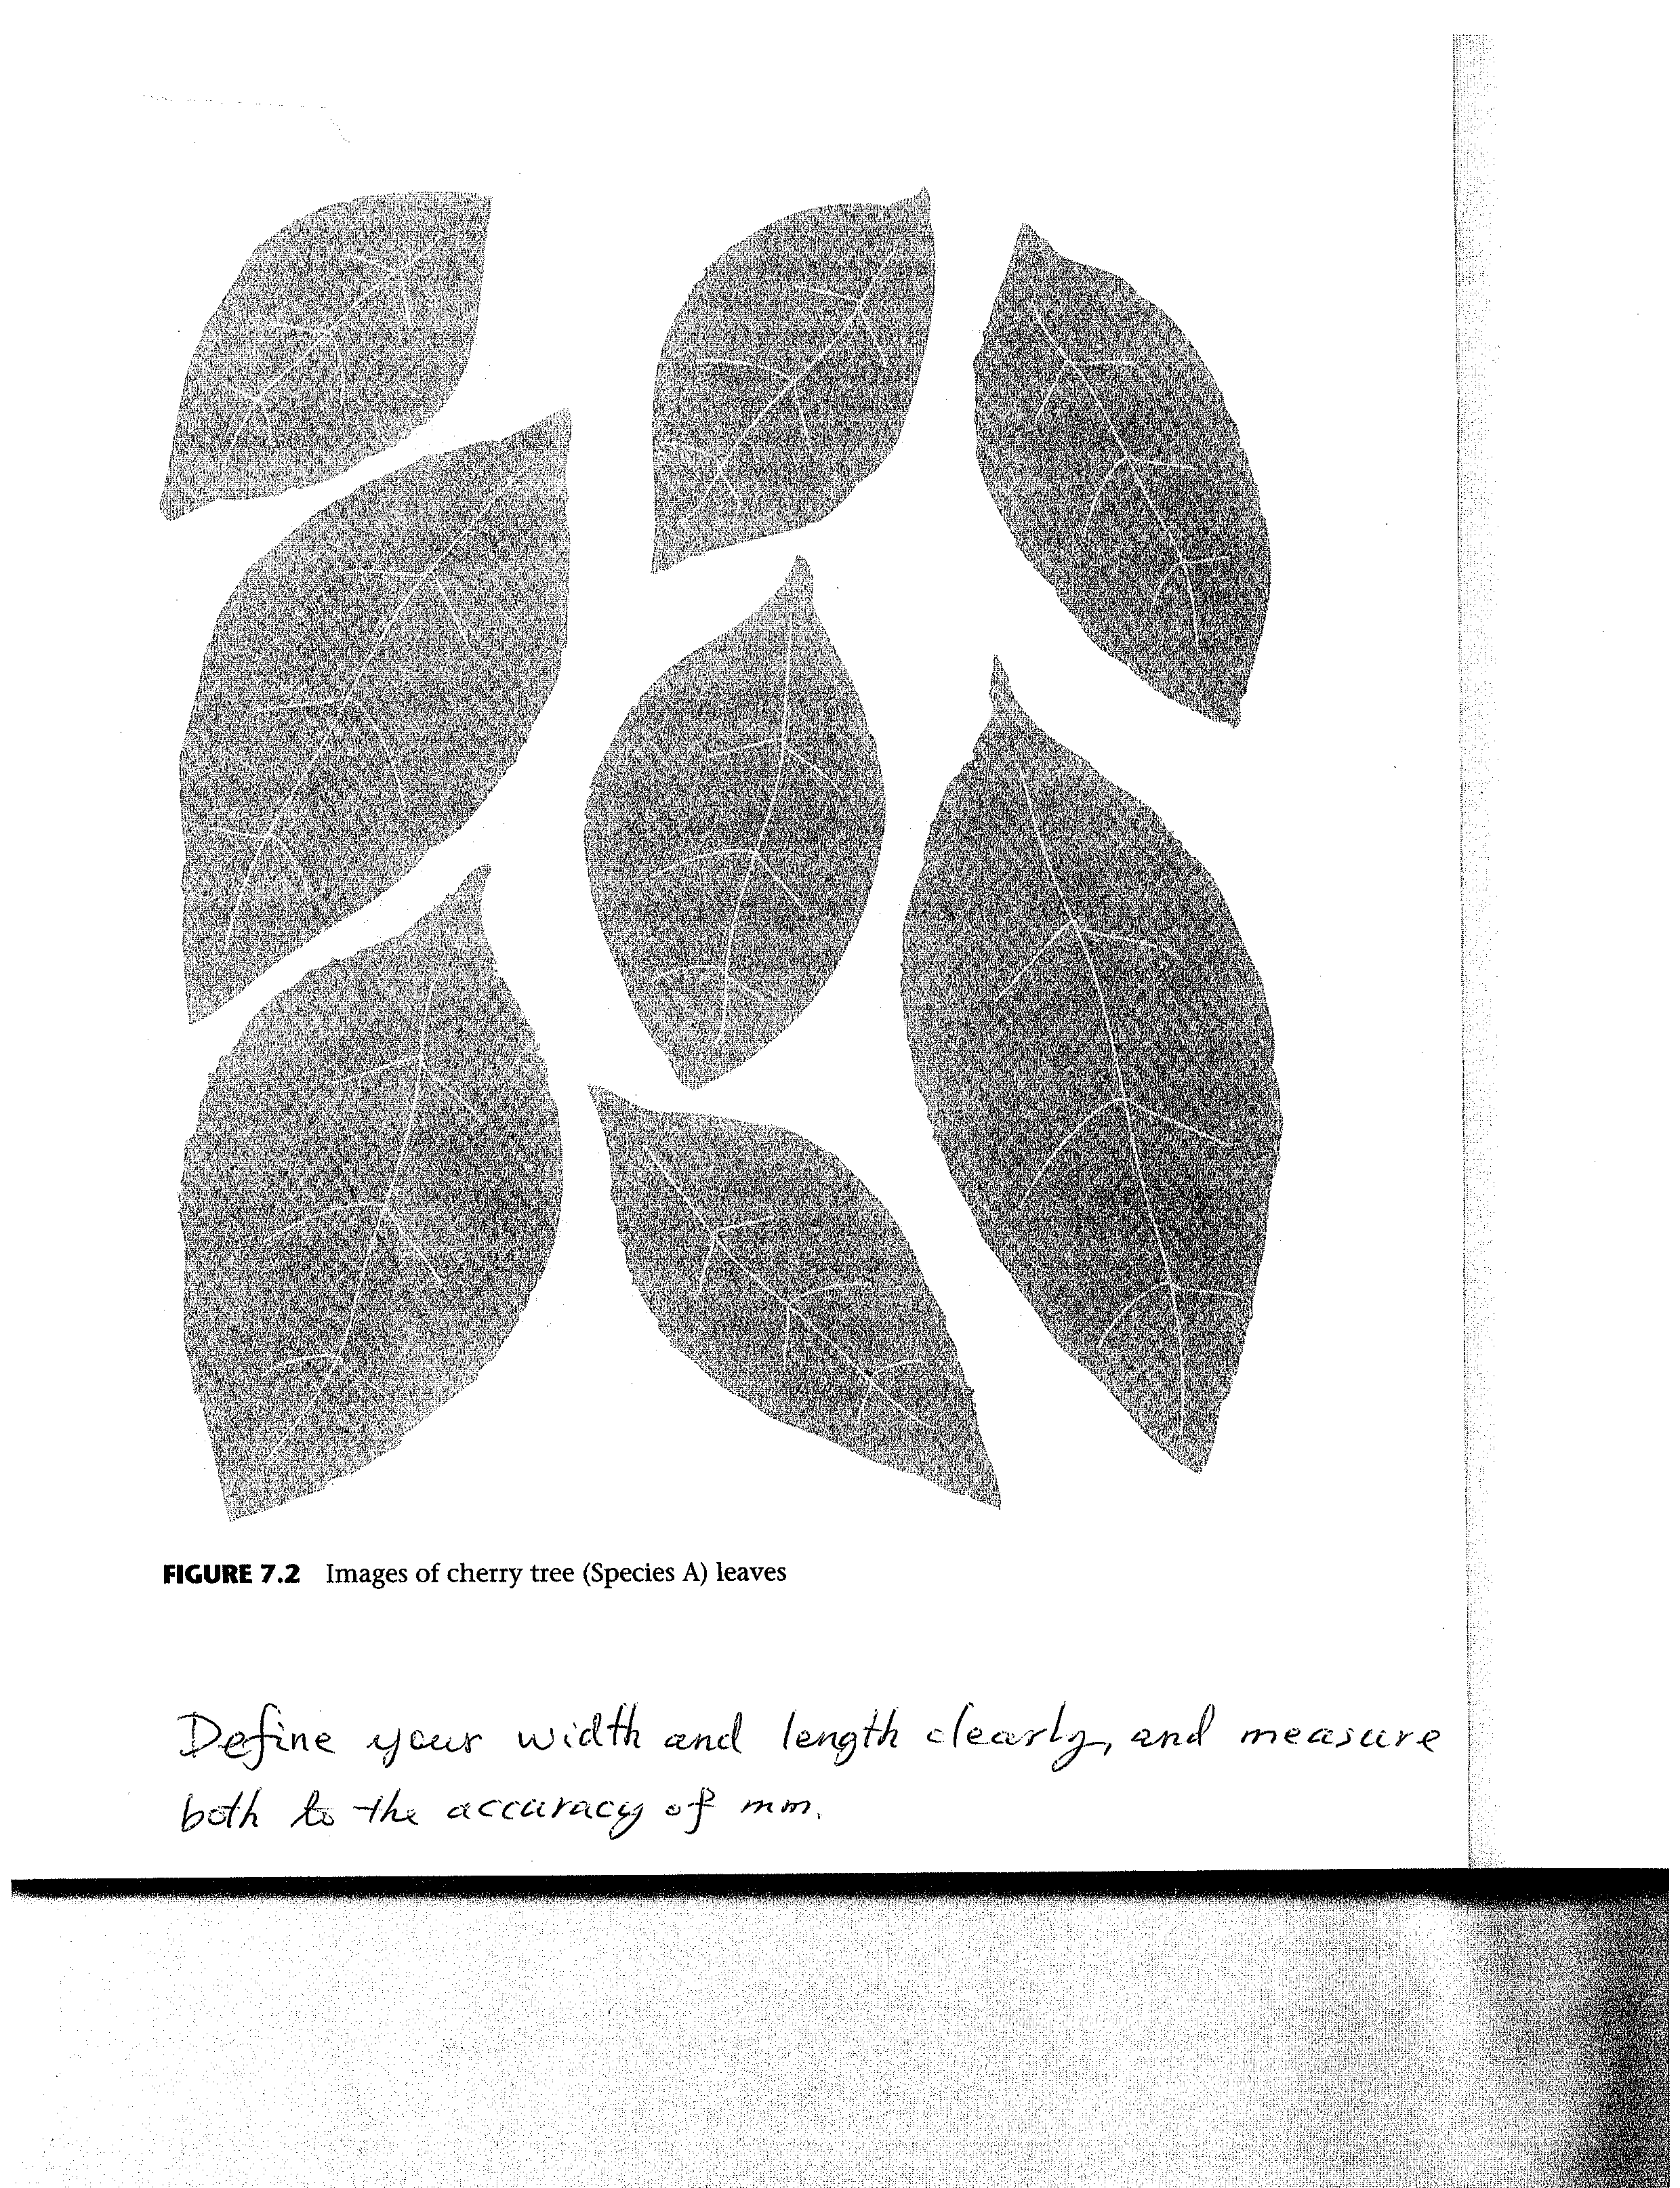 FIGURE 7.2 Images of cherry tree (Species A) leaves
Define your width and length clearly, and measure
both to the accuracy of mm.